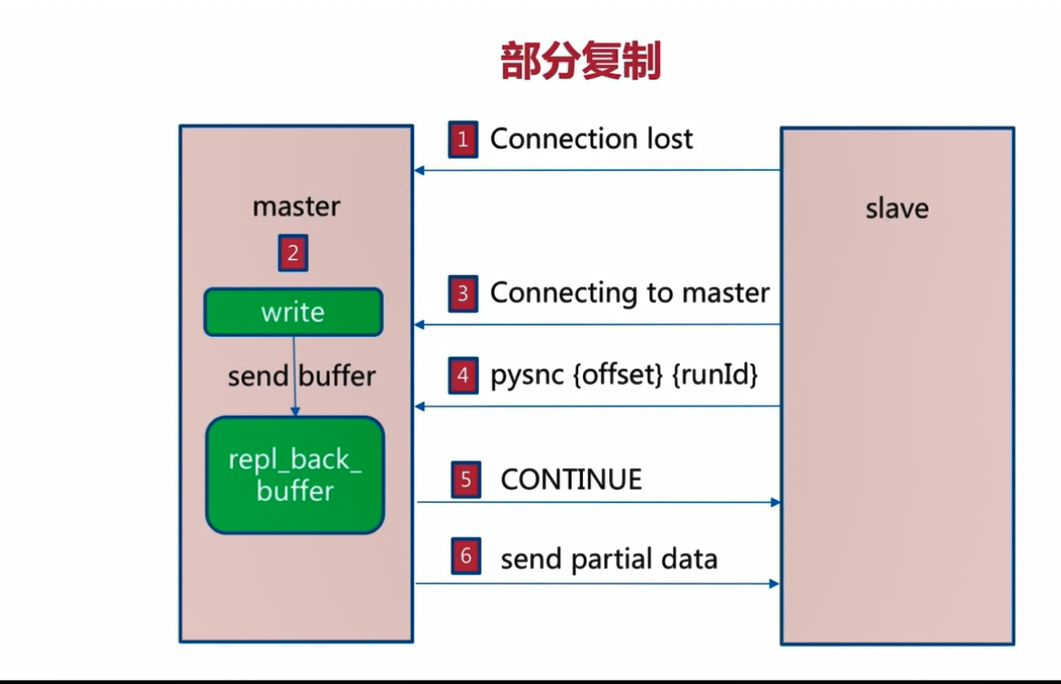 部分复制
1 Connection lost
master
slave
2
write
3 Connecting to master
send buffer
4 pysnc {offset} {runId}
repl_back_
buffer
5 CONTINUE
6 send partial data